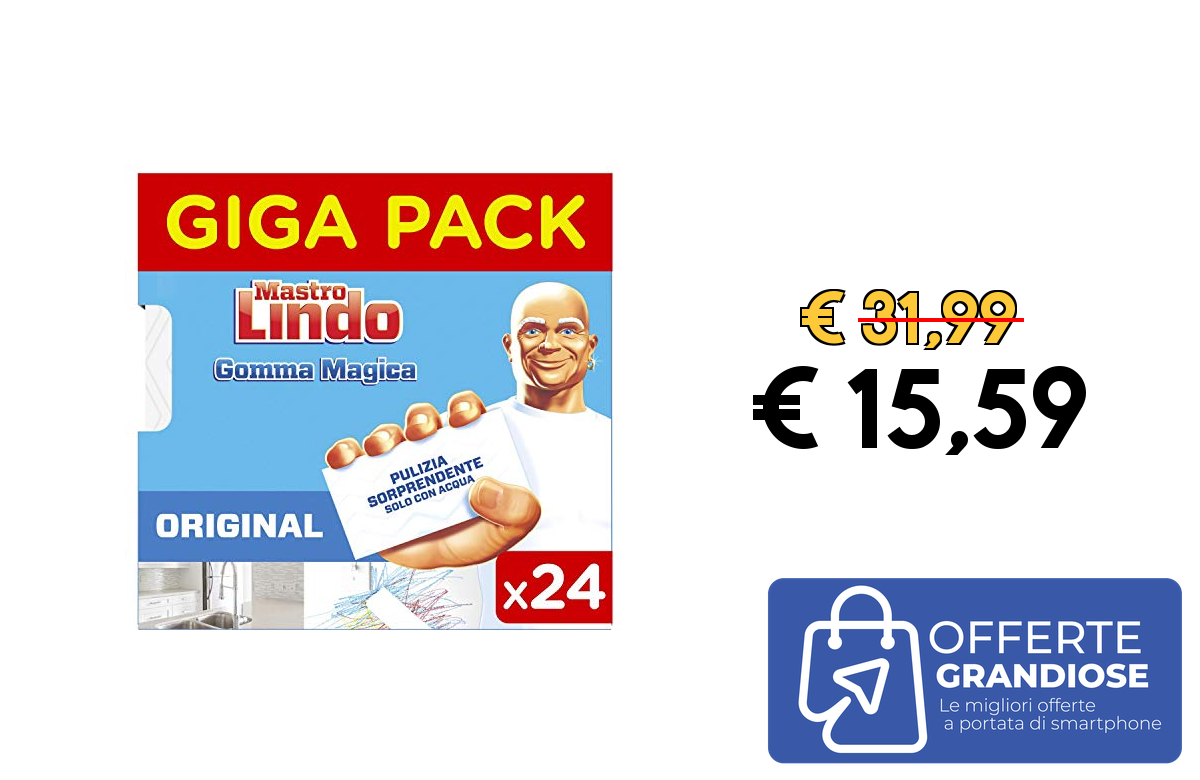 GIGA PACK
Mastro
Lindo
Gomma Magica
PULIZIA
SORPRENDENTE
SOLO CON ACQUA
ORIGINAL
x24
€ 31,99
€ 15,59
OFFERTE
GRANDIOSE
Le migliori offerte
a portata di smartphone